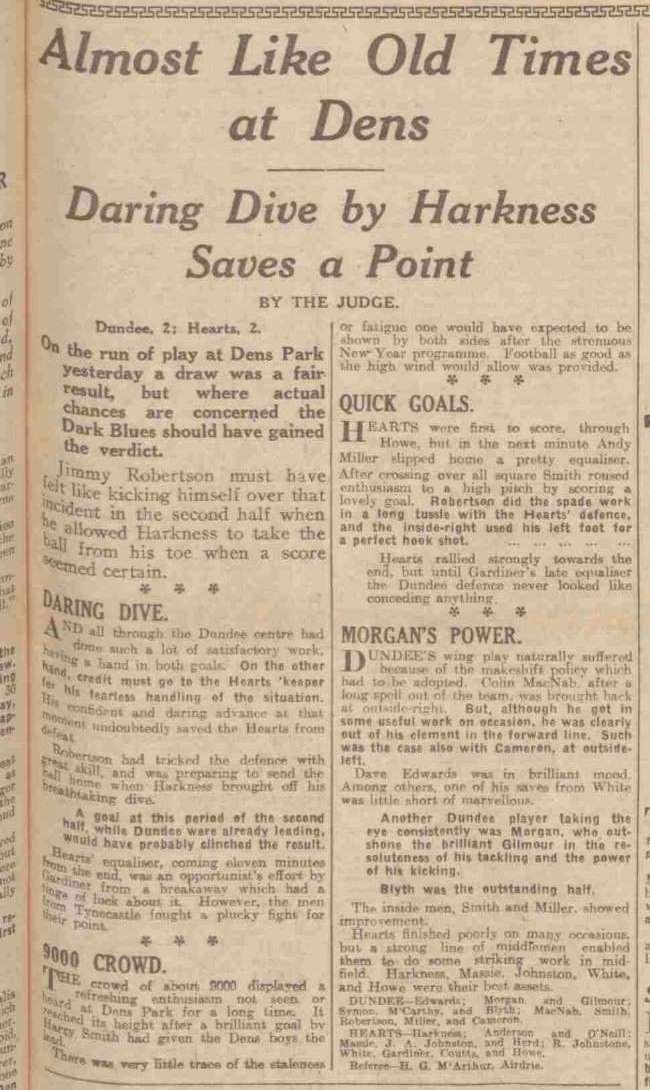 Almost Like Old Times
at Dens
Daring Dive by Harkness
Saves a Point
BY THE JUDGE.
Dundee, 2; Hearts, 2.
On the run of play at Dens Park
yesterday a draw was a fair
result, but where actual
chances are concerned the
Dark Blues should have gained
the verdict.
Jimmy Robertson must have
felt like kicking himself over that
incident in the second half when
he allowed Harkness to take the
ball from his toe when a score
seemed certain.
* * *
DARING DIVE.
AND all through the Dundee centre had
done such a lot of satisfactory work,
having a hand in both goals. On the other
hand, credit must go to the Hearts 'keeper
for his fearless handling of the situation.
His confident and daring advance at that
moment undoubtedly saved the Hearts from
defeat.
Robertson had tricked the defence with
great skill, and was preparing to send the
ball home when Harkness brought off his
breathtaking dive.
A goal at this period of the second
half, while Dundee were already leading,
would have probably clinched the result.
Hearts' equaliser, coming eleven minutes
from the end, was an opportunist's effort by
Gardiner from a breakaway which had a
tinge of luck about it. However, the men
from Tynecastle fought a plucky fight for
their point.
* * *
9000 CROWD.
THE crowd of about 9000 displayed a
refreshing enthusiasm not seen or
heard at Dens Park for a long time. It
reached its height after a brilliant goal by
Harry Smith had given the Dens boys the
lead.
There was very little trace of the staleness
or fatigue one would have expected to be
shown by both sides after the strenuous
New Year programme. Football as good as
the high wind would allow was provided.
* * *
QUICK GOALS.
HEARTS were first to score, through
Howe, but in the next minute Andy
Miller slipped home a pretty equaliser.
After crossing over all square Smith roused
enthusiasm to a high pitch by scoring a
lovely goal. Robertson did the spade work
in a long tussle with the Hearts' defence,
and the inside-right used his left foot for
a perfect hook shot. ... ... ... ... ...
Hearts rallied strongly towards the
end, but until Gardiner's late equaliser
the Dundee defence never looked like
conceding anything.
* * *
MORGAN'S POWER.
DUNDEE'S wing play naturally suffered
because of the makeshift policy which
had to be adopted. Colin MacNab, after a
long spell out of the team, was brought back
at outside-right. But, although he got in
some useful work on occasion, he was clearly
out of his element in the forward line. Such
was the case also with Cameron, at outside-
left.
Dave Edwards was in brilliant mood.
Among others, one of his saves from White
was little short of marvellous.
Another Dundee player taking the
eye consistently was Morgan, who out-
shone the brilliant Gilmour in the re-
soluteness of his tackling and the power
of his kicking.
Blyth was the outstanding half.
The inside men, Smith and Miller, showed
improvement.
Hearts finished poorly on many occasions,
but a strong line of middlemen enabled
them to do some striking work in mid-
field. Harkness, Massie, Johnston, White,
and Howe were their best assets.
DUNDEE—Edwards; Morgan and Gilmour;
Symon, M'Carthy, and Blyth; MacNab, Smith,
Robertson, Miller, and Cameron.
HEARTS—Harkness; Anderson and O'Neill;
Massie, J. A. Johnston, and Herd; R. Johnstone,
White, Gardiner, Coutts, and Howe.
Referee—H. G. M'Arthur, Airdrie.